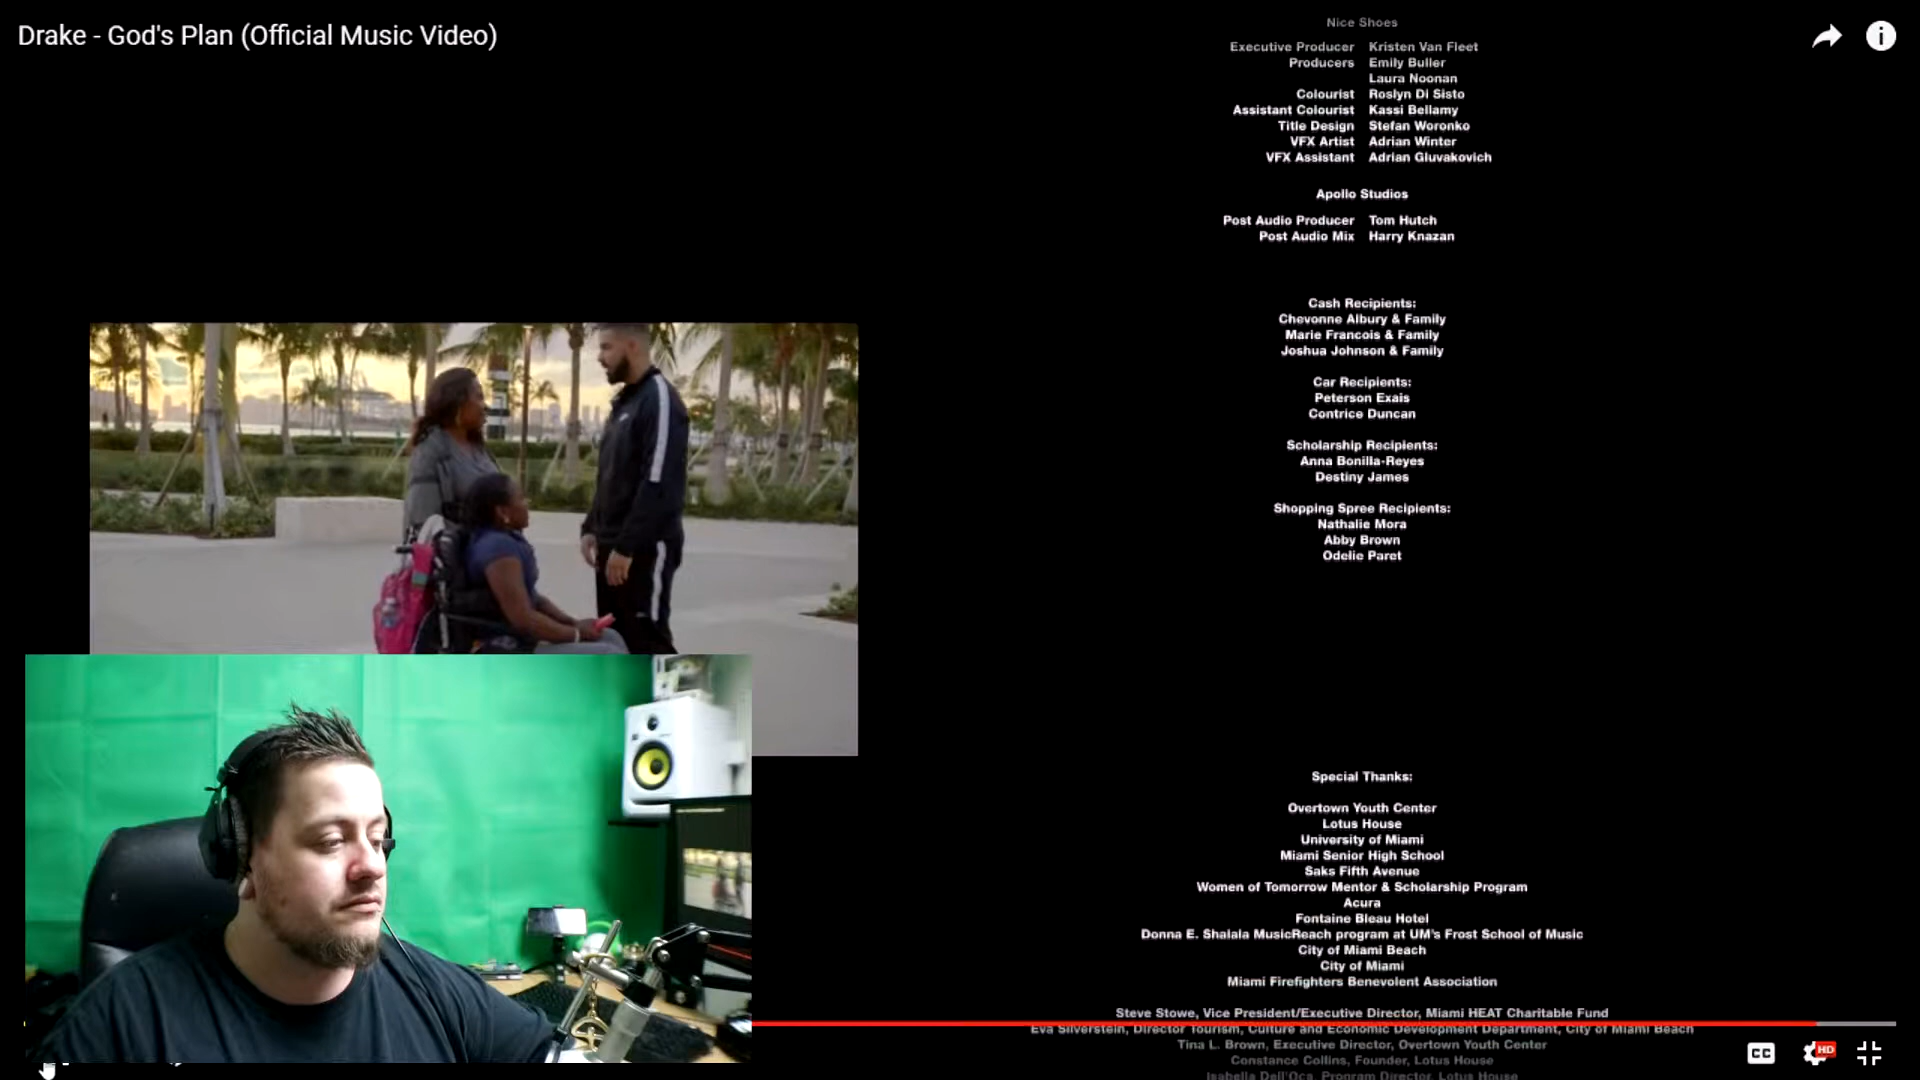 Drake - God's Plan (Official Music Video)
Nice Shoes
Executive Producer Kristen Van Fleet
Producers Emily Buller
Laura Noonan
Colourist Roslyn Di Sisto
Assistant Colourist Kassi Bellamy
Title Design Stefan Woronko
VFX Artist Adrian Winter
VFX Assistant Adrian Gluvakovich
Apollo Studios
Post Audio Producer Tom Hutch
Post Audio Mix Harry Knazan
Cash Recipients:
Chevonne Albury & Family
Marie Francois & Family
Joshua Johnson & Family
Car Recipients:
Peterson Exais
Contrice Duncan
Scholarship Recipients:
Anna Bonilla-Reyes
Destiny James
Shopping Spree Recipients:
Nathalie Mora
Abby Brown
Odelie Paret
Special Thanks:
Overtown Youth Center
Lotus House
University of Miami
Miami Senior High School
Saks Fifth Avenue
Women of Tomorrow Mentor & Scholarship Program
Acura
Fontaine Bleau Hotel
Donna E. Shalala MusicReach program at UM's Frost School of Music
City of Miami Beach
City of Miami
Miami Firefighters Benevolent Association
Steve Stowe, Vice President/Executive Director, Miami HEAT Charitable Fund
Eva Silverstein, Director Tourism, Culture and Economic Development Department, City of Miami Beach
Tina L. Brown, Executive Director, Overtown Youth Center
Constance Collins, Founder, Lotus House
Isabella Dell'Oca, Program Director, Lotus House
CC
HD